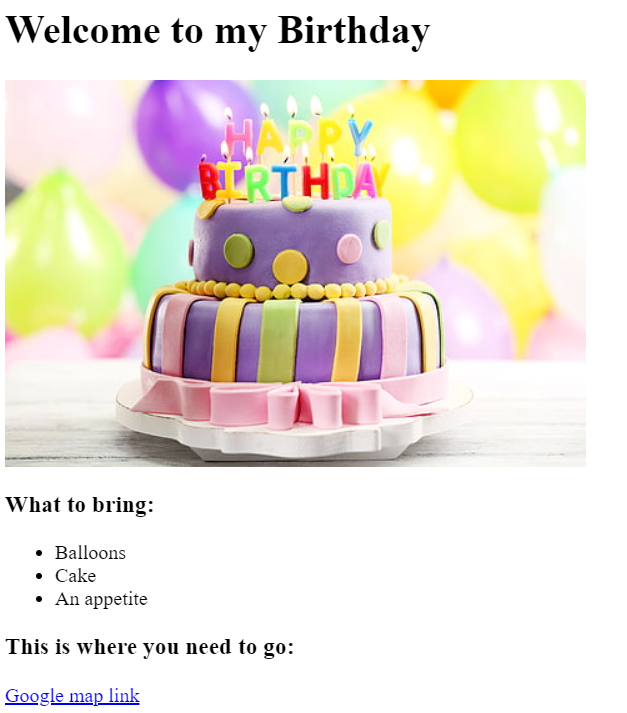 Welcome to my Birthday
HAPPY
BIRTHDAY
What to bring:
Balloons
Cake
An appetite
This is where you need to go:
Google map link